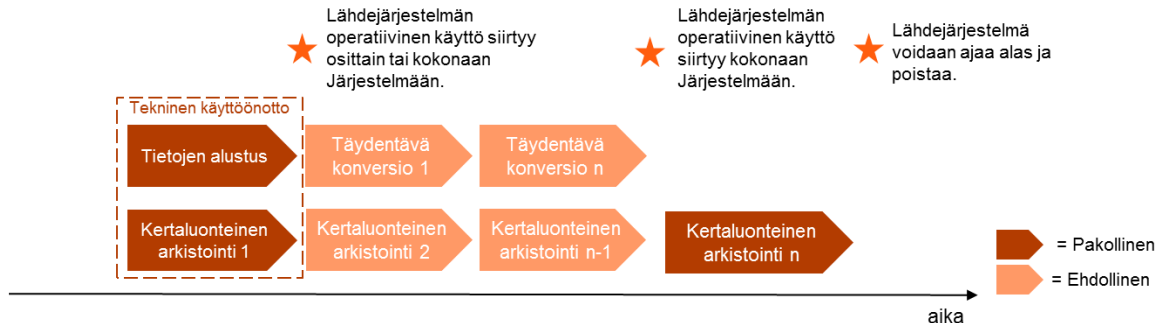 Lähdejärjestelmän
operatiivinen käyttö siirtyy
osittain tai kokonaan
Järjestelmään.
Lähdejärjestelmän
operatiivinen käyttö
siirtyy kokonaan
Järjestelmään.
Lähdejärjestelmä
voidaan ajaa alas ja
poistaa.
Tekninen käyttöönotto
Tietojen alustus
Täydentävä
konversio 1
Täydentävä
konversio n
Kertaluonteinen
arkistointi 1
Kertaluonteinen
arkistointi 2
Kertaluonteinen
arkistointi n-1
Kertaluonteinen
arkistointi n
= Pakollinen
= Ehdollinen
aika